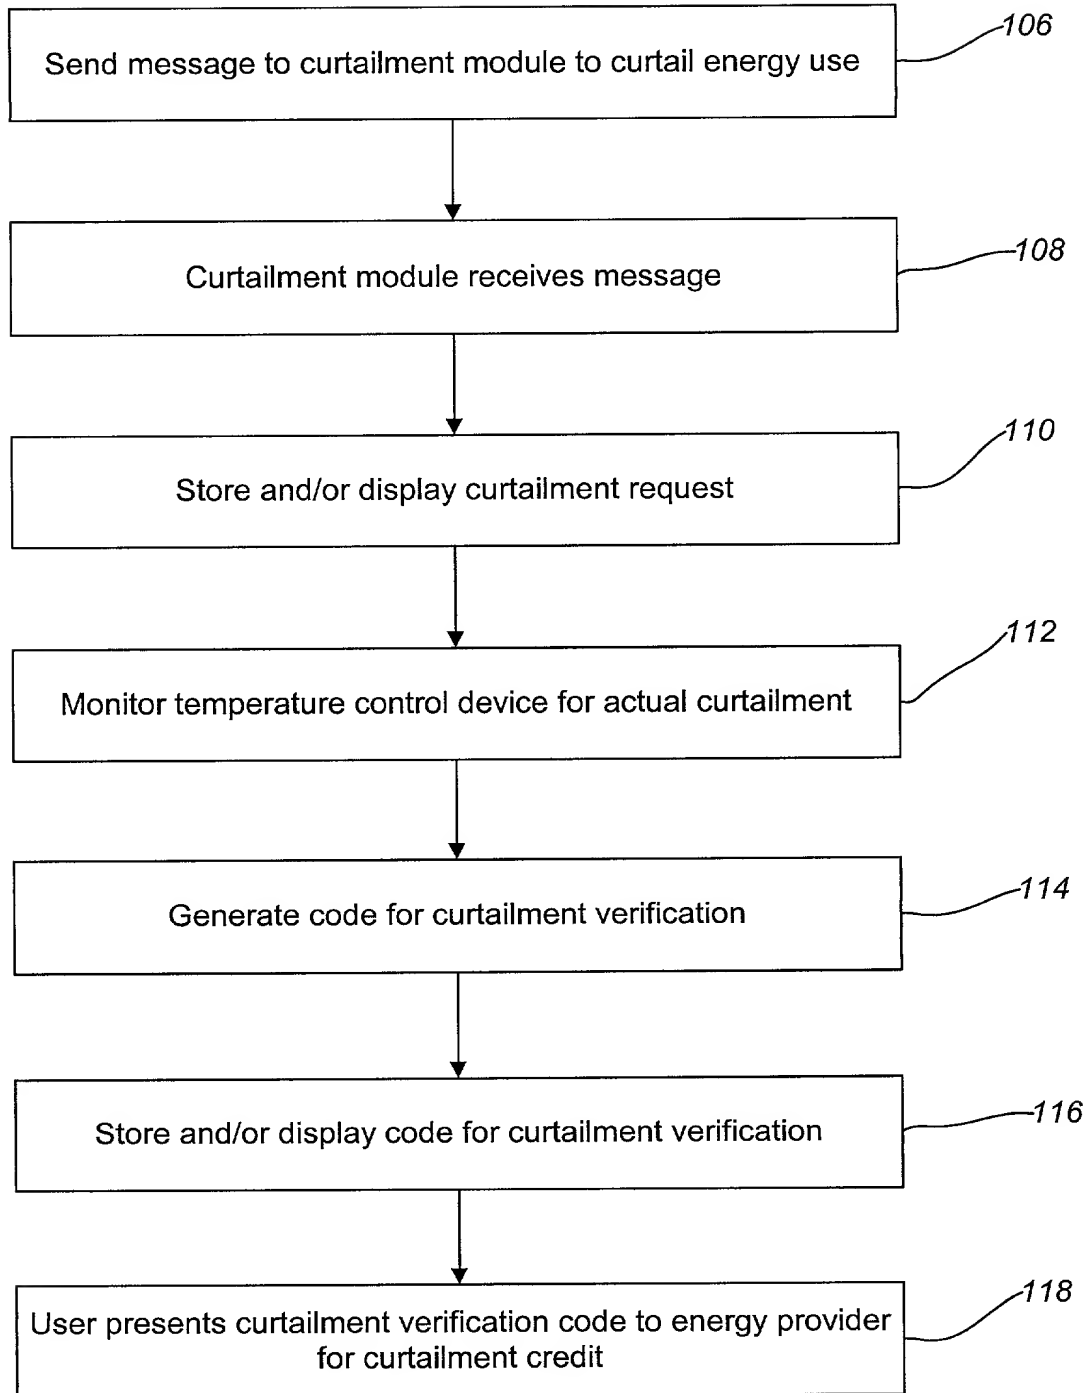 Send message to curtailment module to curtail energy use
106
Curtailment module receives message
108
Store and/or display curtailment request
110
Monitor temperature control device for actual curtailment
112
Generate code for curtailment verification
114
Store and/or display code for curtailment verification
116
User presents curtailment verification code to energy provider
for curtailment credit
118